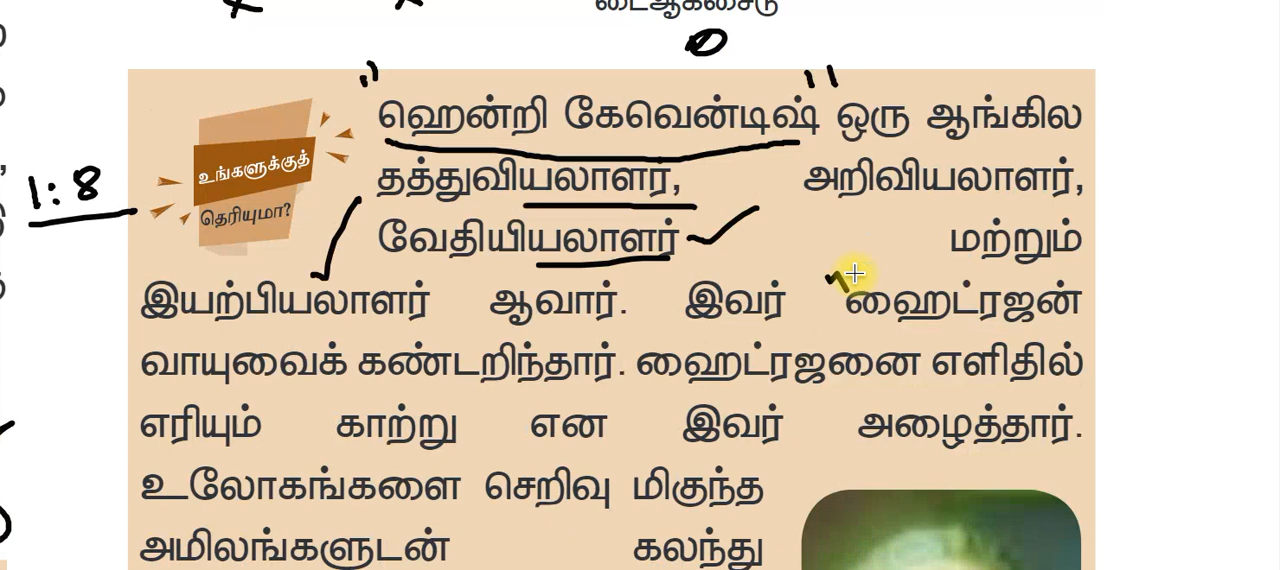 டைஆக்சைடு
ஹென்றி கேவென்டிஷ் ஒரு ஆங்கில
உங்களுக்குத்
தெரியுமா?
தத்துவியலாளர், அறிவியலாளர்,
1:8
வேதியியலாளர் மற்றும்
இயற்பியலாளர் ஆவார். இவர் ஹைட்ரஜன்
வாயுவைக் கண்டறிந்தார். ஹைட்ரஜனை எளிதில்
எரியும் காற்று என இவர் அழைத்தார்.
உலோகங்களை செறிவு மிகுந்த
அமிலங்களுடன் கலந்து